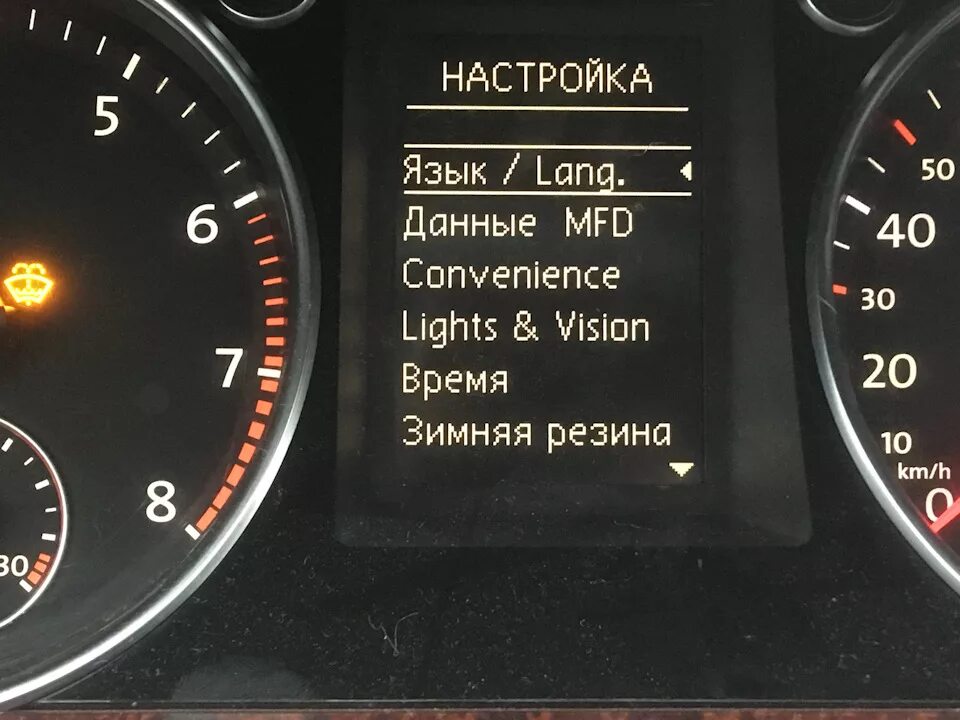 НАСТРОЙКА
Язык / Lang.
Данные MFD
Convenience
Lights & Vision
Время
Зимняя резина
5
6
7
8
30
50
40
30
20
10
km/h
0